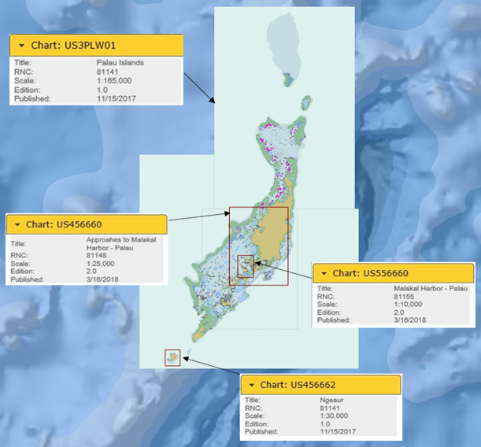 Chart: US3PLW01
Title: Palau Islands
RNC: 81141
Scale: 1:165,000
Edition: 1.0
Published: 11/15/2017
Chart: US456660
Title: Approahes to Malakal
Harbor - Palau
RNC: 81148
Scale: 1:25,000
Edition: 2.0
Published: 3/16/2018
Chart: US556660
Title: Malakal Harbor - Palau
RNC: 81155
Scale: 1:10,000
Edition: 2.0
Published: 3/16/2018
Chart: US456662
Title: Ngeaur
RNC: 81141
Scale: 1:30,000
Edition: 1.0
Published: 11/15/2017